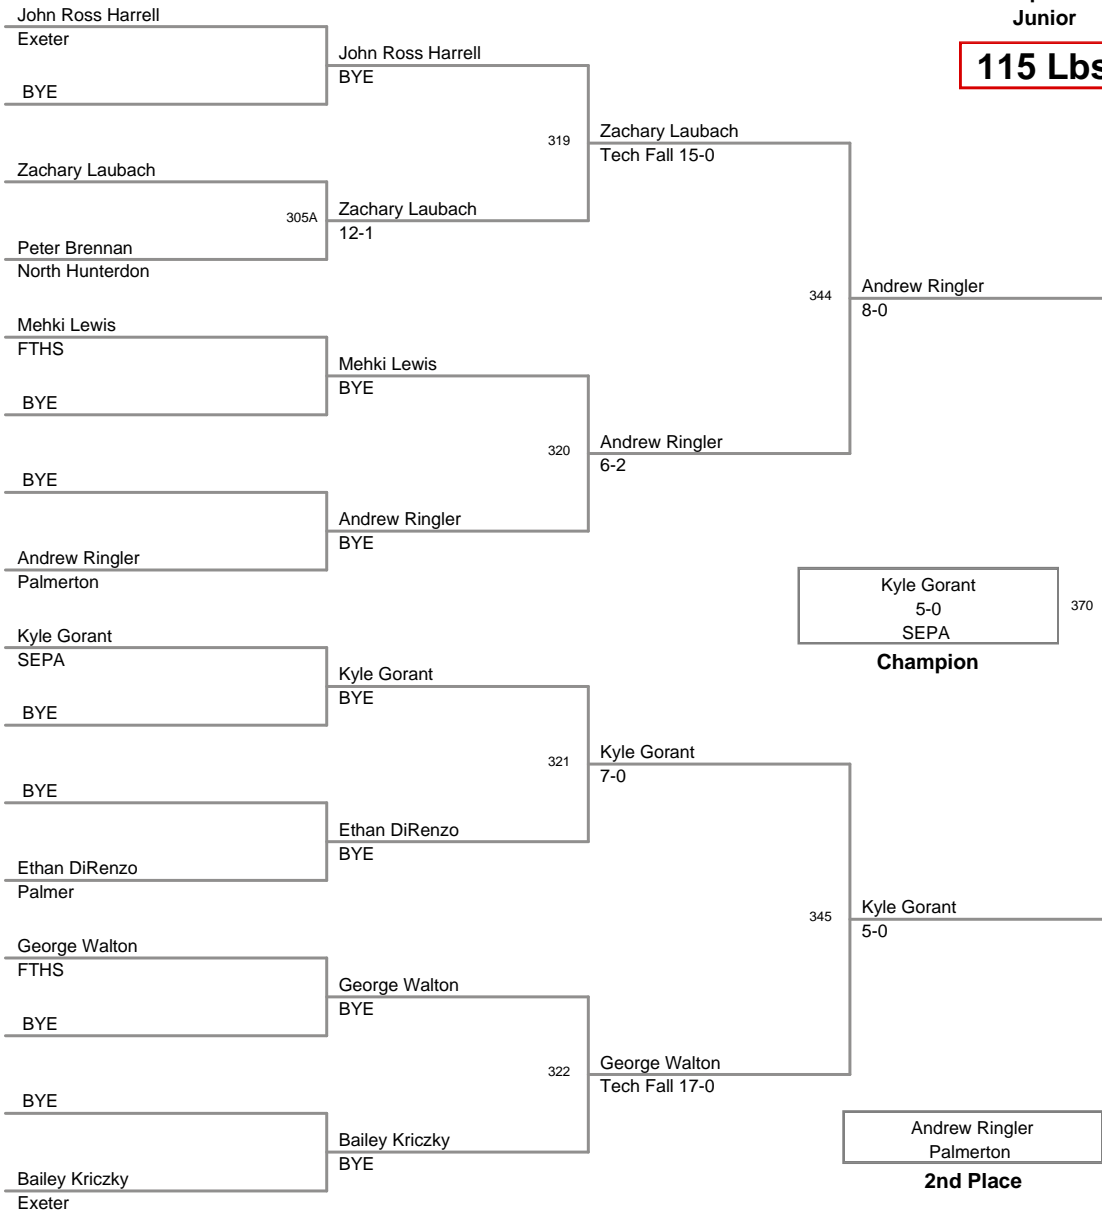 Junior
115 Lbs
John Ross Harrell
Exeter
BYE
Zachary Laubach
Peter Brennan
North Hunterdon
Mehki Lewis
FTHS
BYE
BYE
Andrew Ringler
Palmerton
Kyle Gorant
SEPA
BYE
BYE
Ethan DiRenzo
Palmer
George Walton
FTHS
BYE
BYE
Bailey Kriczky
Exeter
John Ross Harrell
BYE
305A
Zachary Laubach
12-1
Mehki Lewis
BYE
Andrew Ringler
BYE
Kyle Gorant
BYE
Ethan DiRenzo
BYE
George Walton
BYE
Bailey Kriczky
BYE
319
Zachary Laubach
Tech Fall 15-0
320
Andrew Ringler
6-2
321
Kyle Gorant
7-0
322
George Walton
Tech Fall 17-0
344
Andrew Ringler
8-0
345
Kyle Gorant
5-0
Kyle Gorant
5-0
SEPA
370
Champion
Andrew Ringler
Palmerton
2nd Place